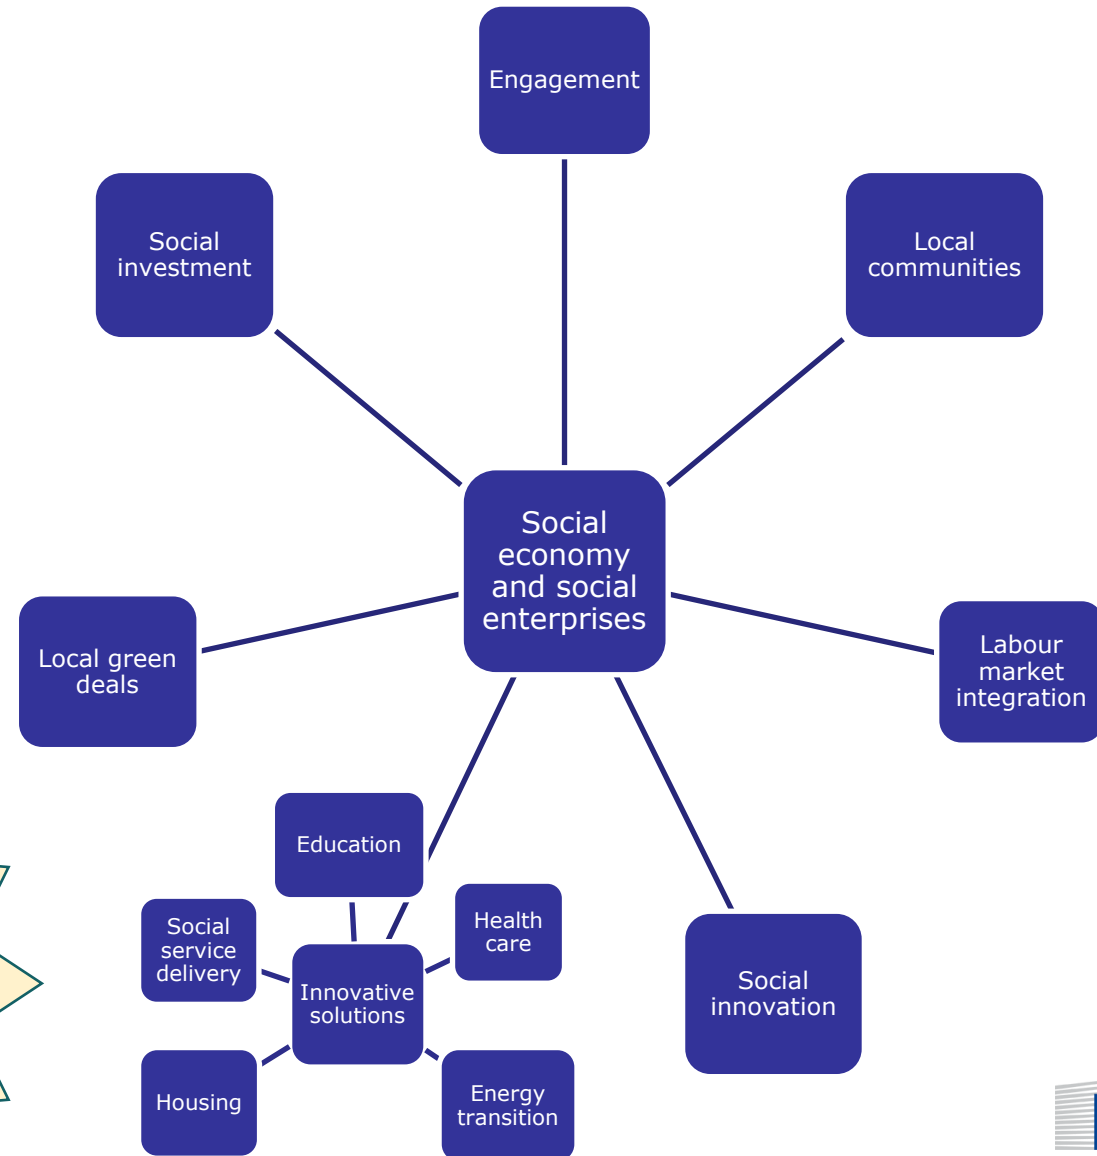 Engagement
Social
investment
Local
communities
Social
economy
and social
enterprises
Local green
deals
Labour
market
integration
Education
Social
service
delivery
Health
care
Innovative
solutions
Social
innovation
Housing
Energy
transition